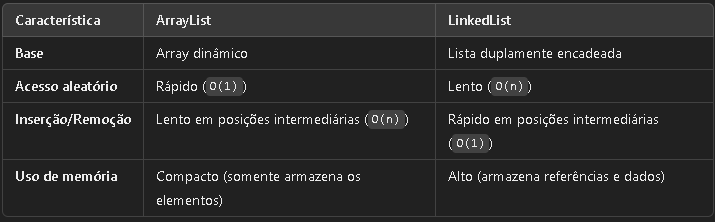 Característica ArrayList LinkedList
Base Array dinâmico Lista duplamente encadeada
Acesso aleatório Rápido ( O(1) ) Lento ( O(n) )
Inserção/Remoção Lento em posições intermediárias ( O(n) ) Rápido em posições intermediárias
( O(1) )
Uso de memória Compacto (somente armazena os Alto (armazena referências e dados)
elementos)